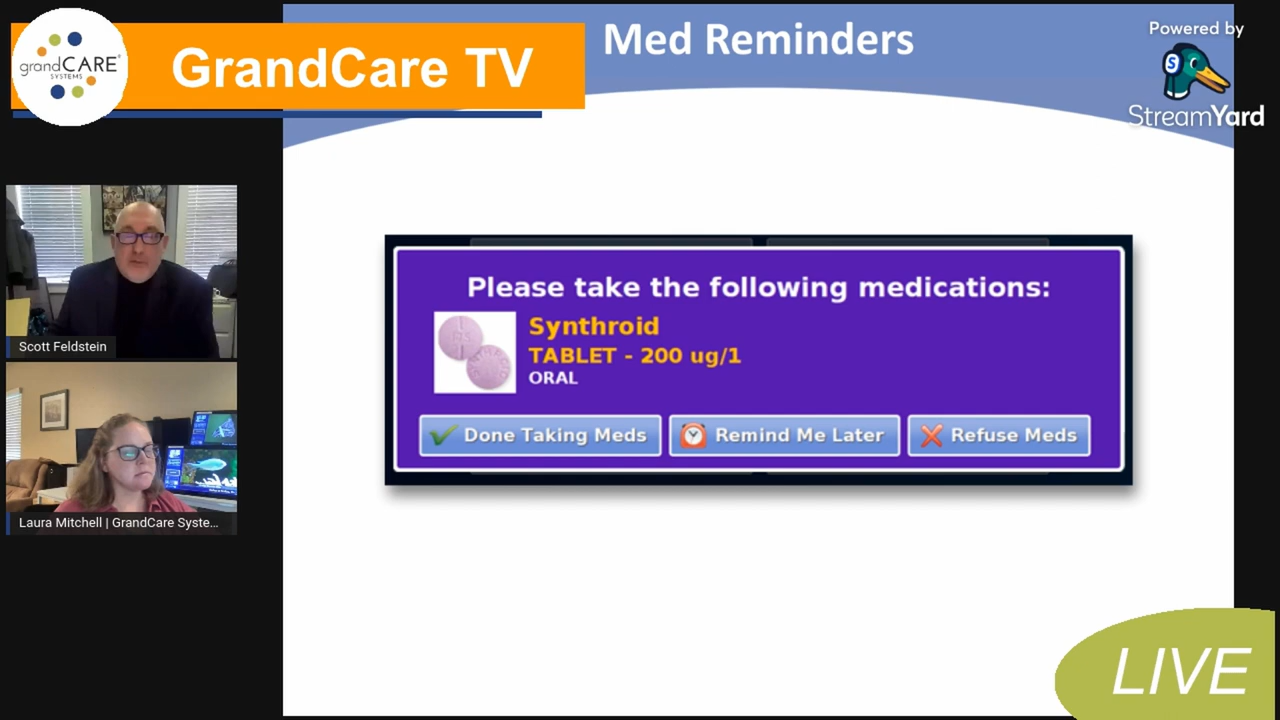 grandCARE
SYSTEMS
GrandCare TV
Med Reminders
Powered by
S
StreamYard
Scott Feldstein
Laura Mitchell | GrandCare Syste...
Please take the following medications:
Synthroid
TABLET - 200 ug/1
ORAL
Done Taking Meds
Remind Me Later
Refuse Meds
LIVE